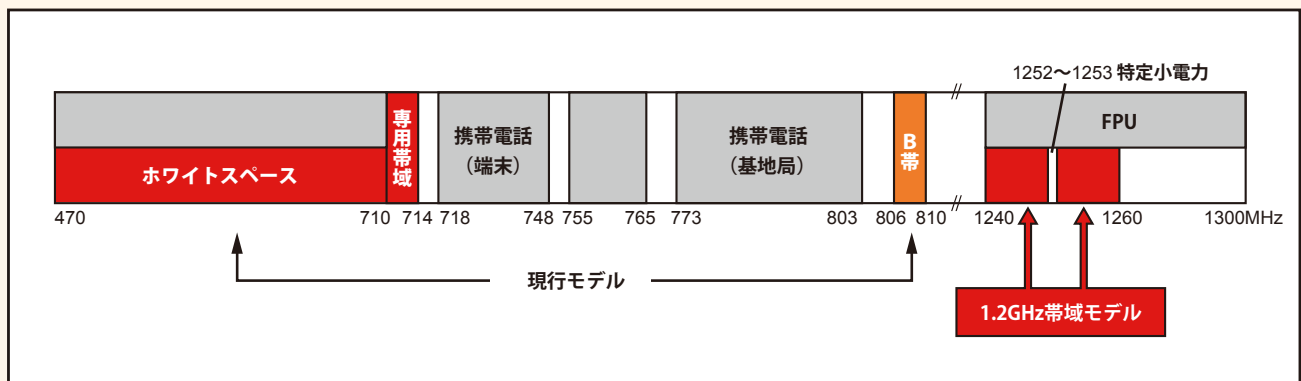 1252〜1253 特定小電力
専用帯域
携帯電話
（端末）
携帯電話
（基地局）
B帯
FPU
ホワイトスペース
470
710
714
718
748
755
765
773
803
806
810
1240
1260
1300MHz
現行モデル
1.2GHz帯域モデル